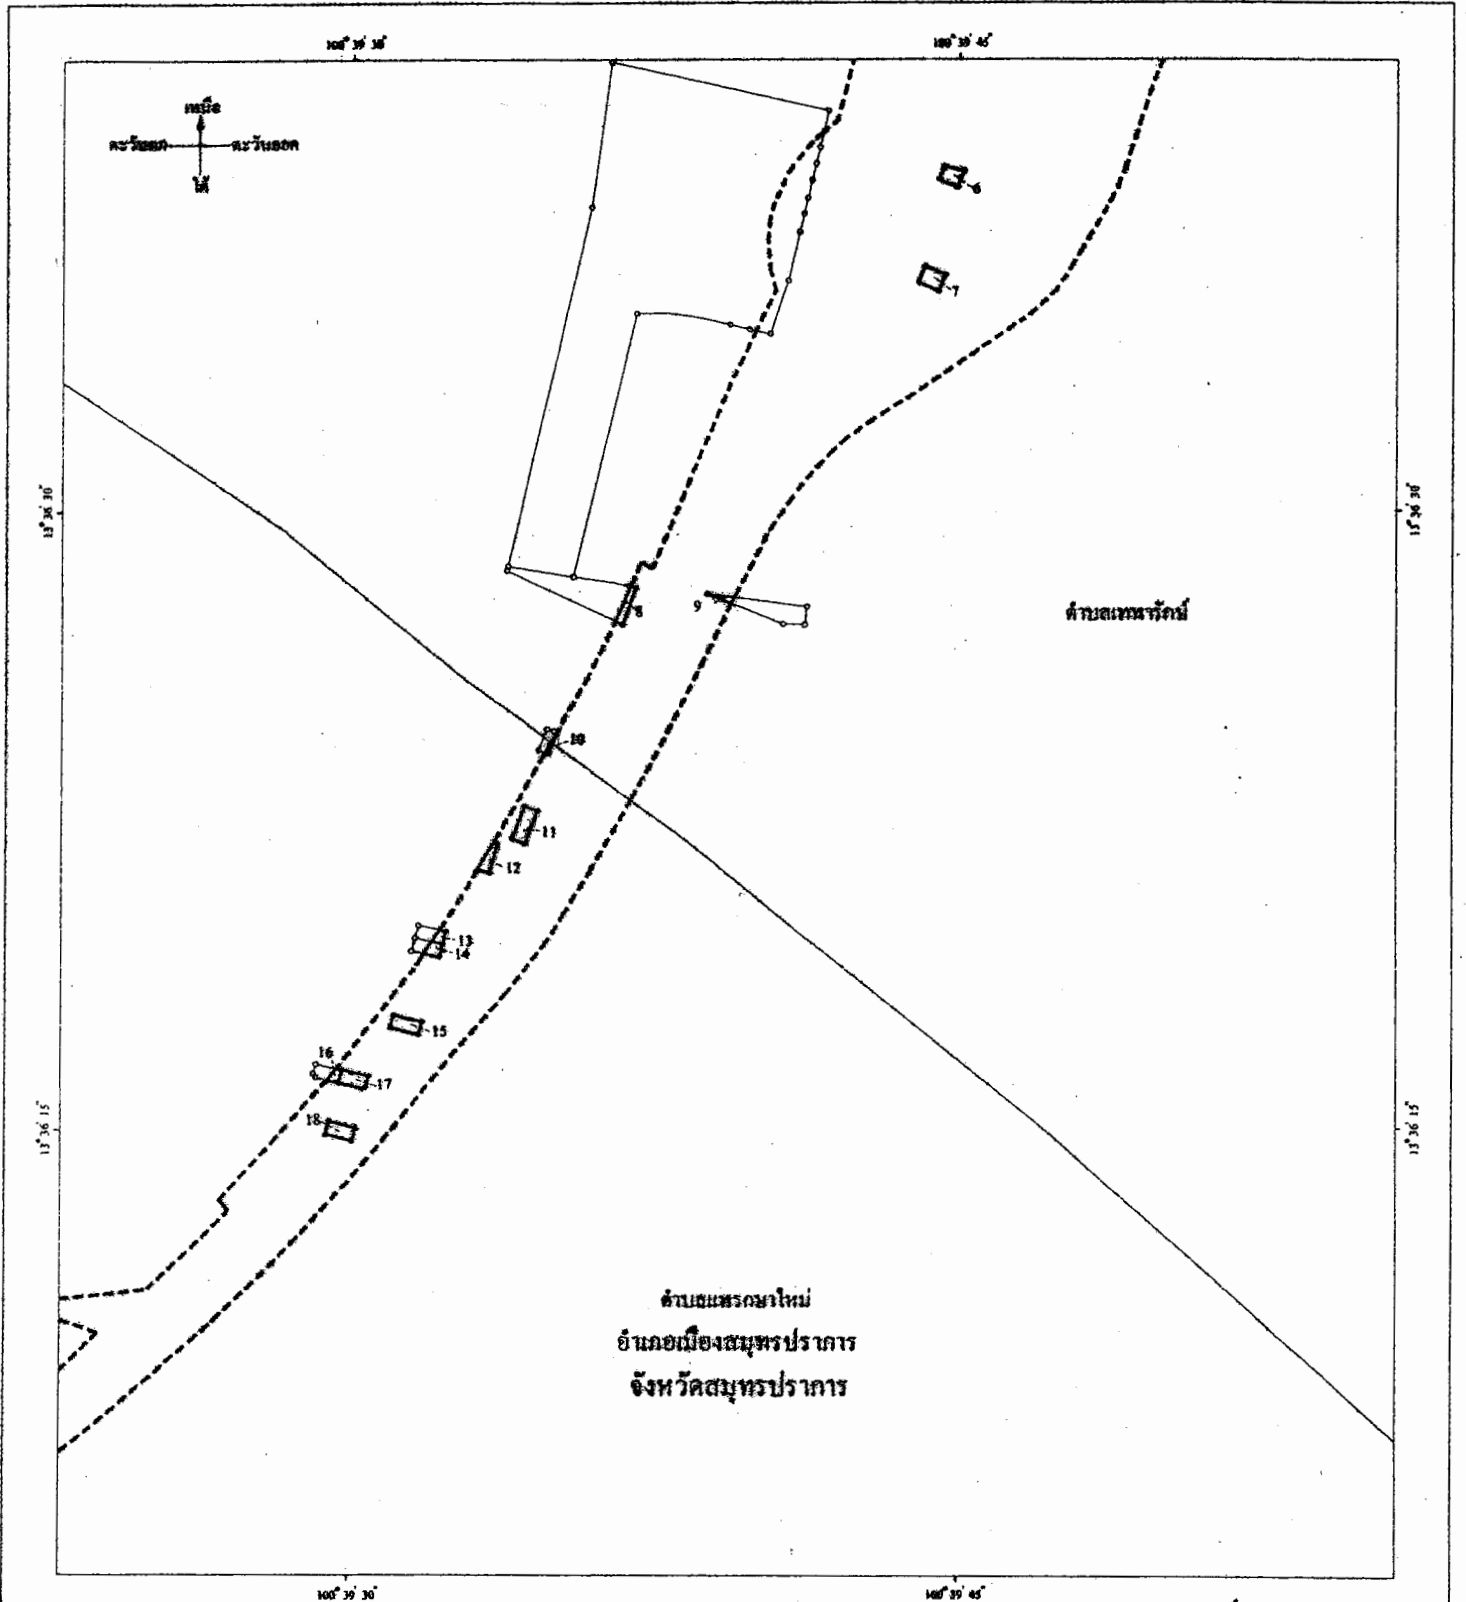 100° 39' 30"
100° 39' 45"
เหนือ
ตะวันตก
ตะวันออก
ใต้
6
7
13° 36' 30"
13° 36' 30"
8
9
ตำบลเทพารักษ์
10
11
12
13
14
15
16
17
18
13° 36' 15"
13° 36' 15"
ตำบลแพรกษาใหม่
อำเภอเมืองสมุทรปราการ
จังหวัดสมุทรปราการ
100° 39' 30"
100° 39' 45"